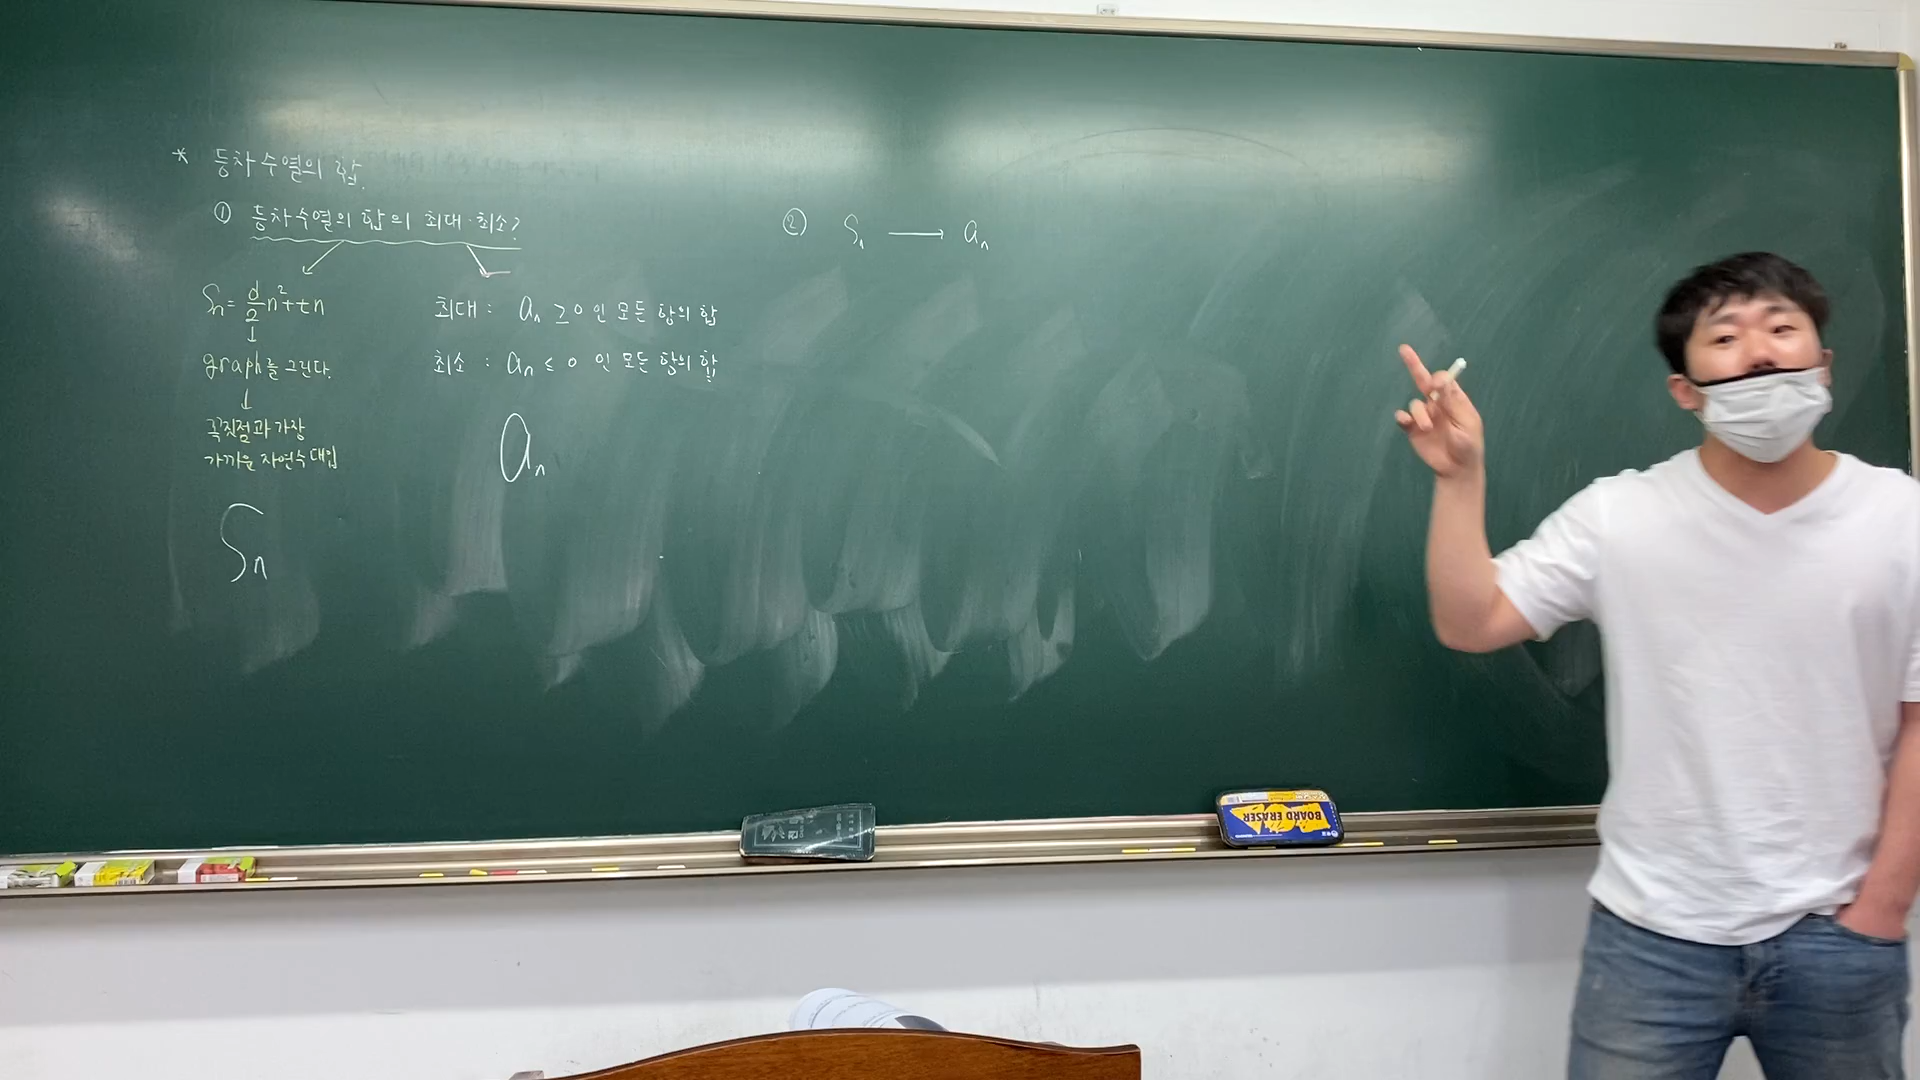 * 등차수열의 합.
① 등차수열의 합의 최대·최소?
Sn = d/2 n² + tn
↓
graph를 그린다.
↓
꼭짓점과 가장
가까운 자연수 대입
Sn
최대 : an ≥ 0 인 모든 항의 합
최소 : an ≤ 0 인 모든 항의 합
an
② Sn → an
BOARD ERASER